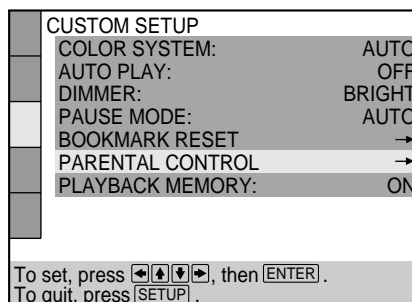 CUSTOM SETUP
COLOR SYSTEM: AUTO
AUTO PLAY: OFF
DIMMER: BRIGHT
PAUSE MODE: AUTO
BOOKMARK RESET →
PARENTAL CONTROL →
PLAYBACK MEMORY: ON
To set, press ←↑↓→, then ENTER.
To quit, press SETUP.